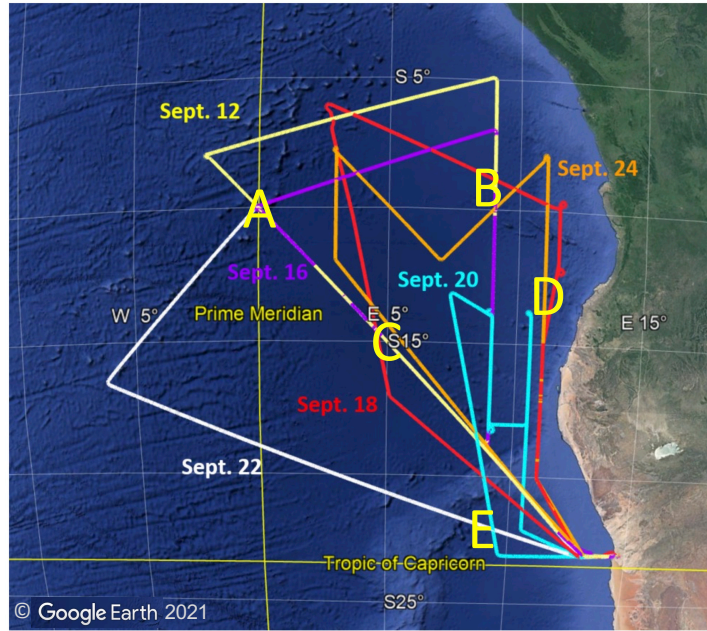 S 5°
Sept. 12
Sept. 24
B
A
Sept. 16
Sept. 20
D
W 5°
Prime Meridian
E 5°
E 15°
C
S15°
Sept. 18
Sept. 22
E
Tropic of Capricorn
S25°
© Google Earth 2021